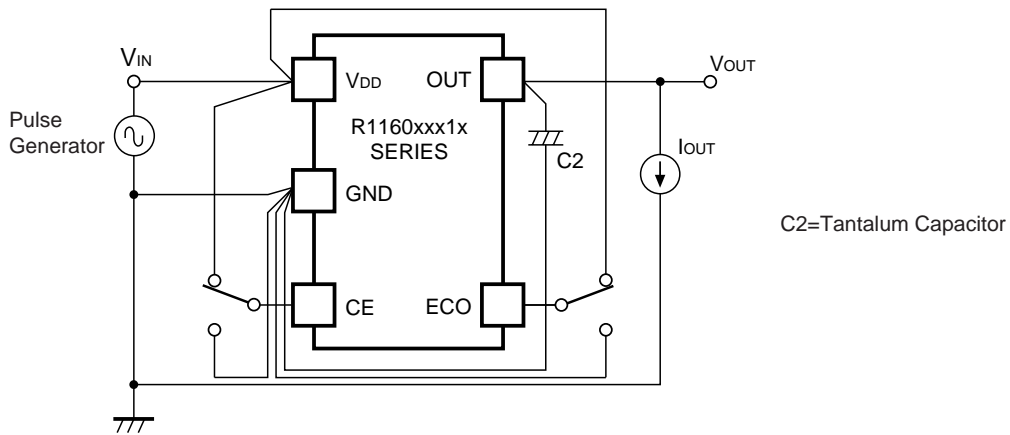 VIN
VDD
OUT
VOUT
Pulse
Generator
R1160xxx1x
SERIES
C2
IOUT
GND
C2=Tantalum Capacitor
CE
ECO